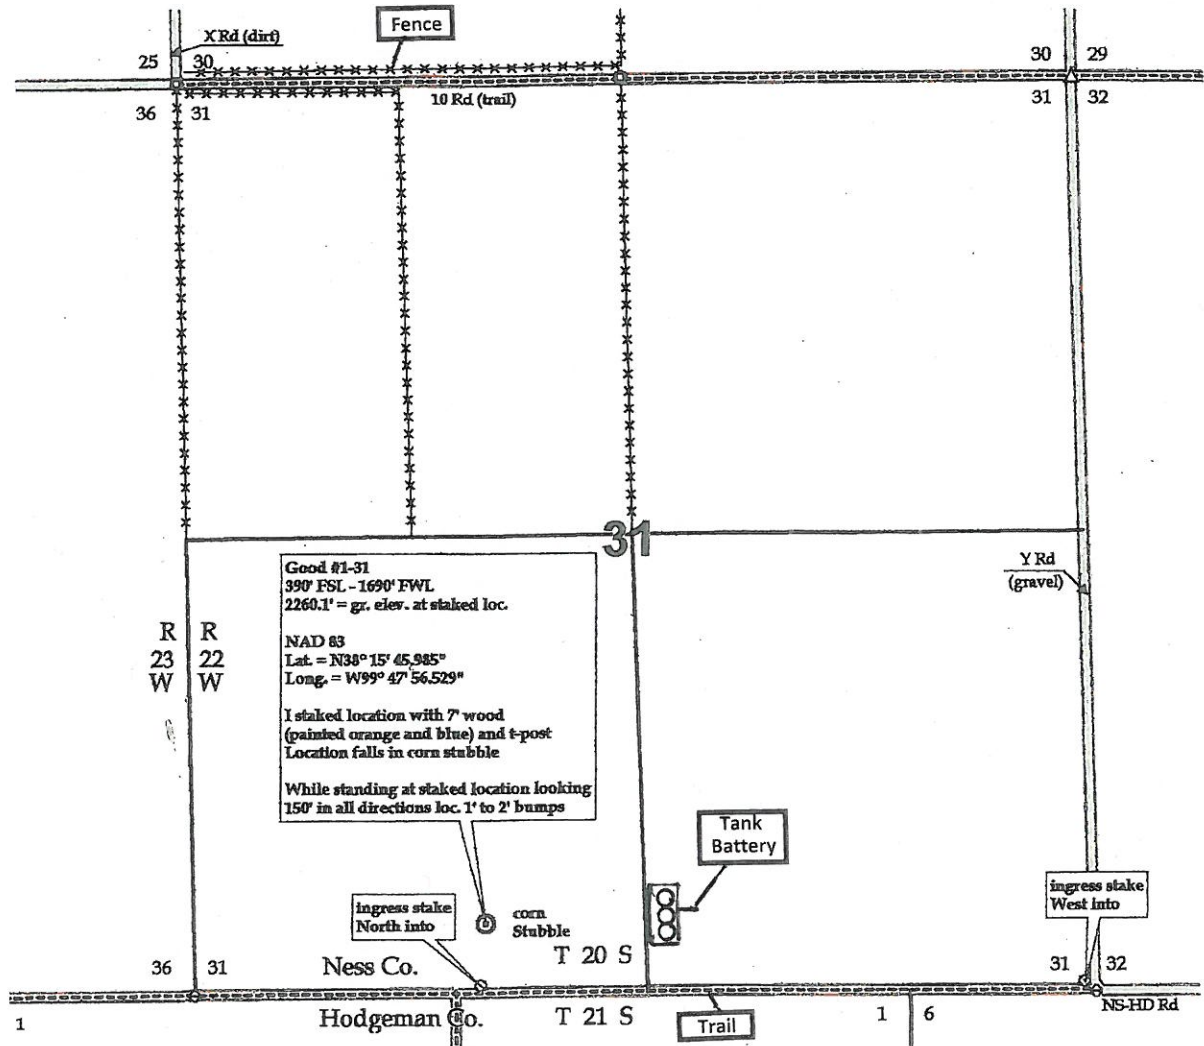 X Rd (dirt)
Fence
25
30
30
29
36
31
10 Rd (trail)
31
32
31
Good #1-31
390' FSL - 1690' FWL
2260.1' = gr. elev. at staked loc.
NAD 83
Lat. = N38° 15' 45.985"
Long. = W99° 47' 56.529"
I staked location with 7' wood
(painted orange and blue) and t-post
Location falls in corn stubble
While standing at staked location looking
150' in all directions loc. 1' to 2' bumps
Y Rd
(gravel)
R
23
W
R
22
W
Tank
Battery
ingress stake
North into
corn
Stubble
ingress stake
West into
36
31
Ness Co.
T 20 S
31
32
1
Hodgeman Co.
T 21 S
Trail
1
6
NS-HD Rd